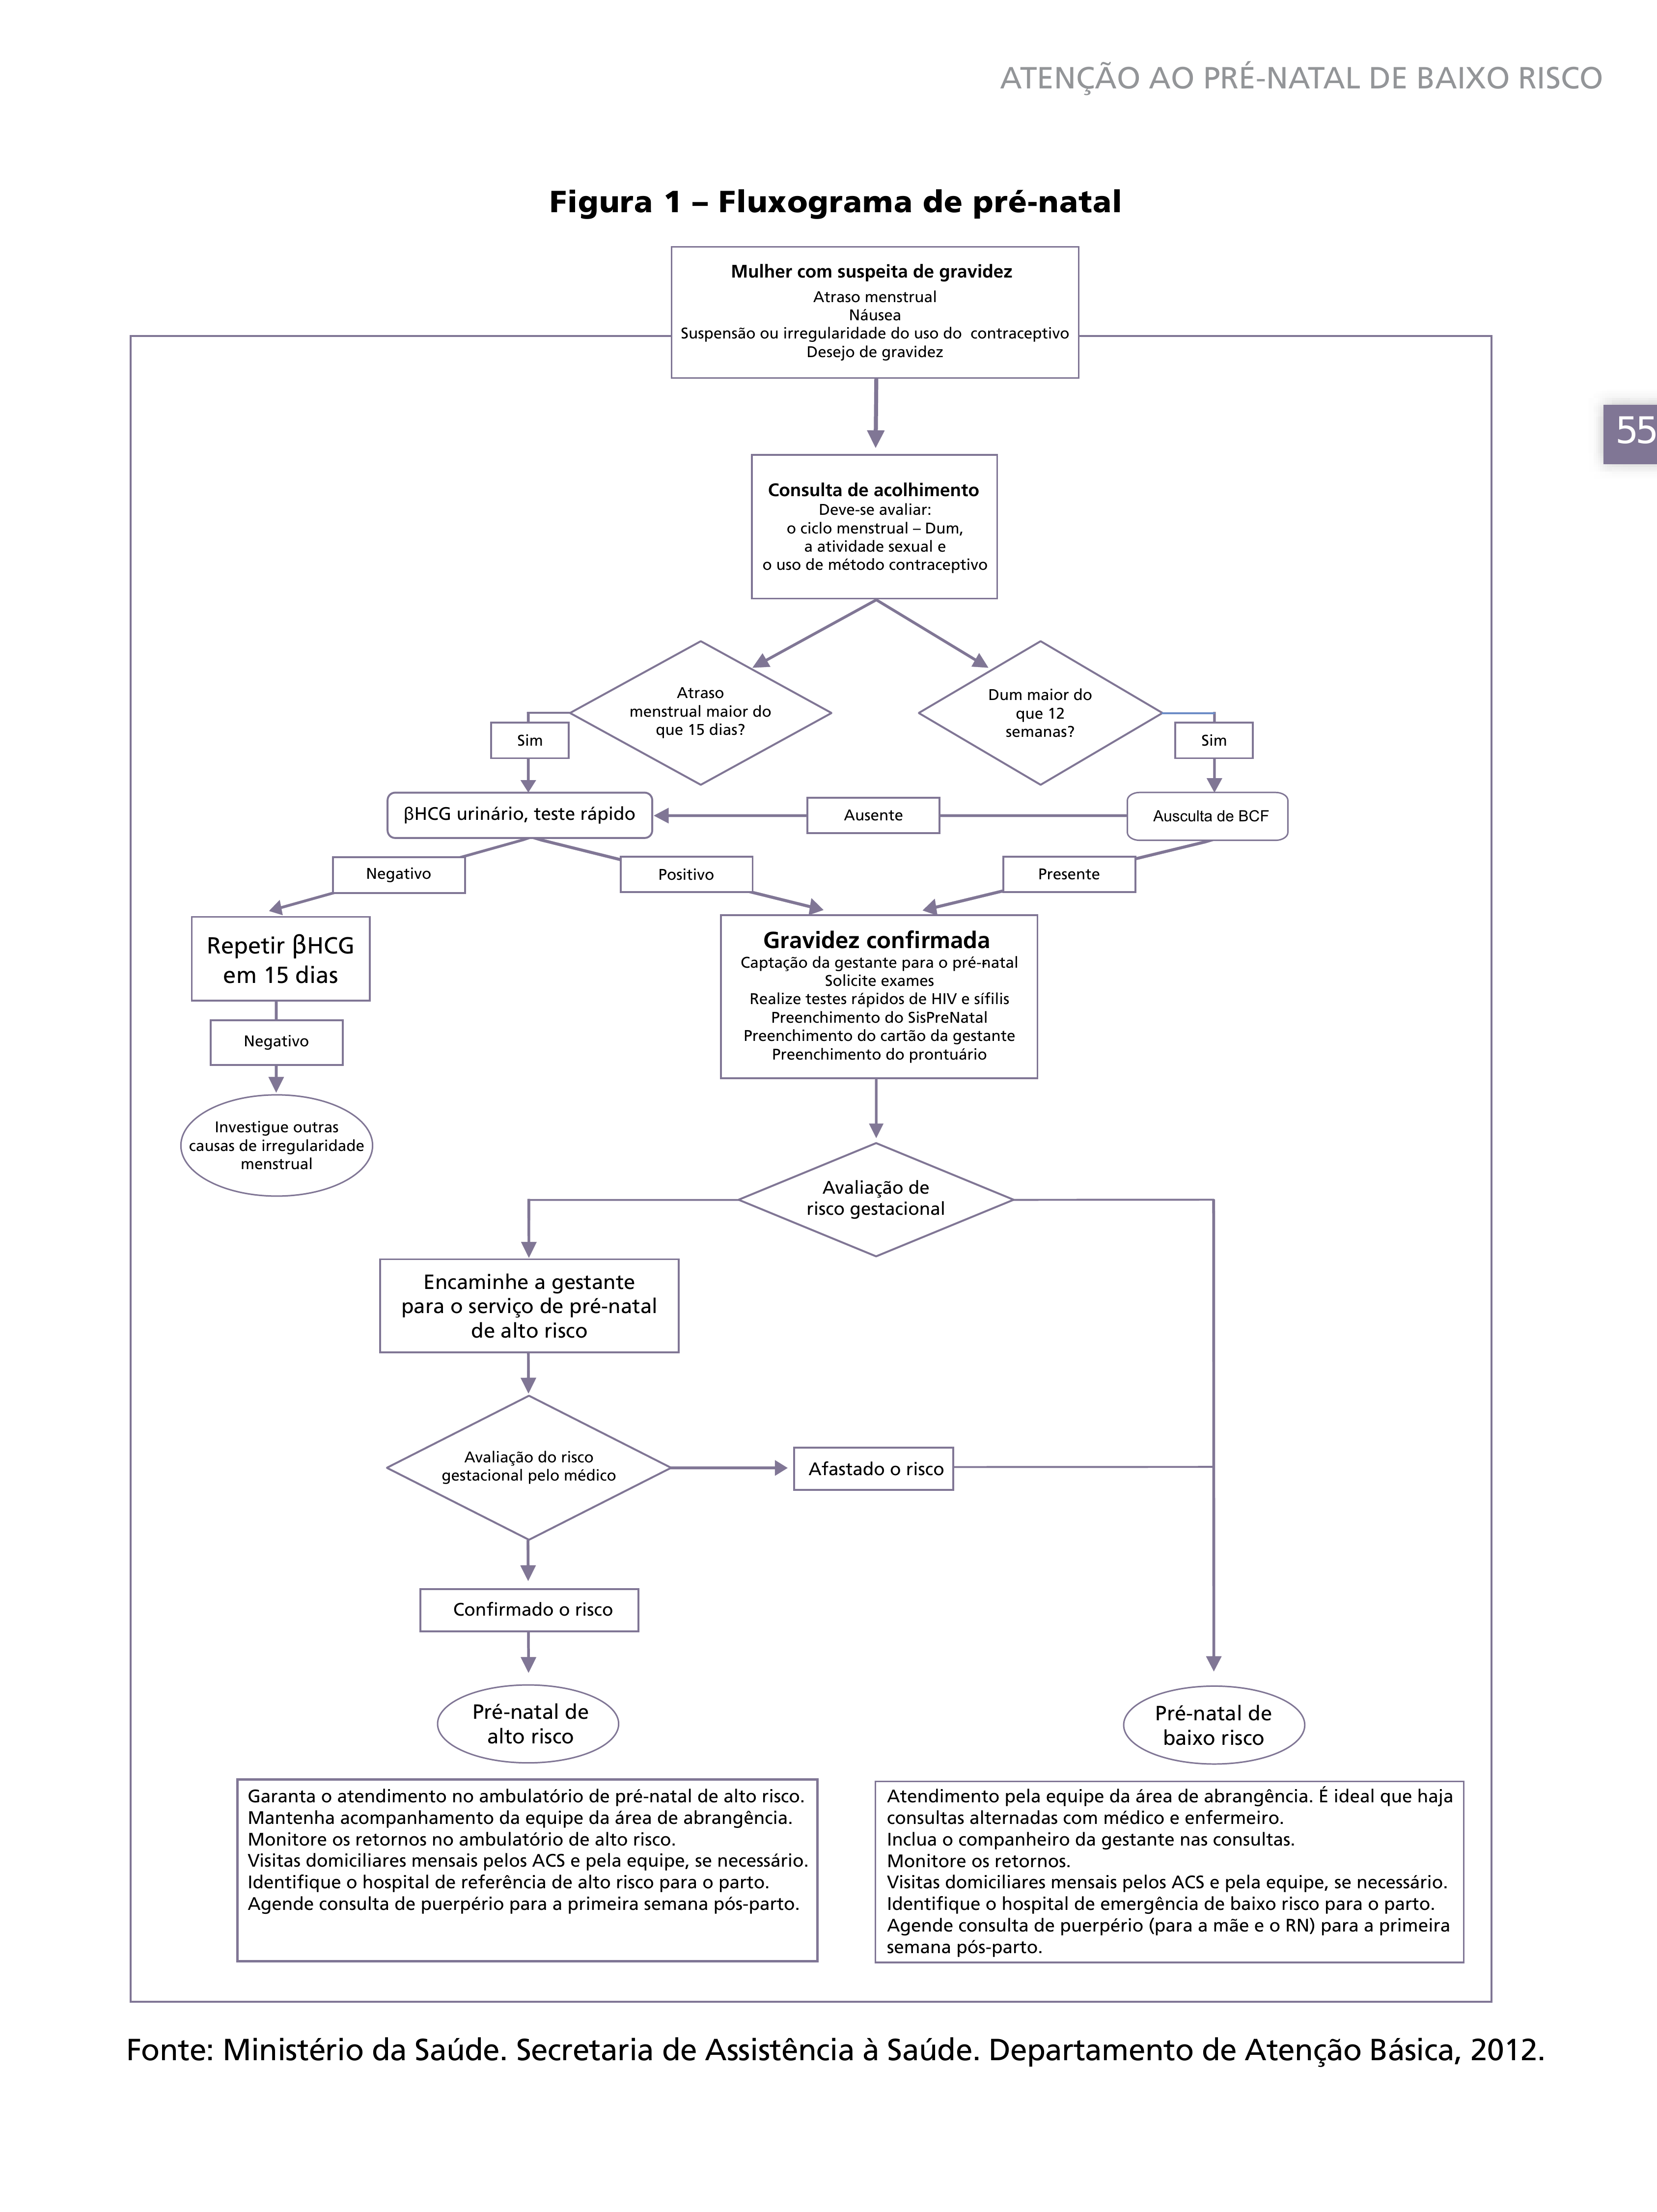 ATENÇÃO AO PRÉ-NATAL DE BAIXO RISCO
Figura 1 – Fluxograma de pré-natal
Mulher com suspeita de gravidez
Atraso menstrual
Náusea
Suspensão ou irregularidade do uso do contraceptivo
Desejo de gravidez
55
Consulta de acolhimento
Deve-se avaliar:
o ciclo menstrual – Dum,
a atividade sexual e
o uso de método contraceptivo
Atraso
menstrual maior do
que 15 dias?
Dum maior do
que 12
semanas?
Sim
Sim
βHCG urinário, teste rápido
Ausente
Ausculta de BCF
Negativo
Positivo
Presente
Repetir βHCG
em 15 dias
Negativo
Investigue outras
causas de irregularidade
menstrual
Gravidez confirmada
Captação da gestante para o pré-natal
Solicite exames
Realize testes rápidos de HIV e sífilis
Preenchimento do SisPreNatal
Preenchimento do cartão da gestante
Preenchimento do prontuário
Avaliação de
risco gestacional
Encaminhe a gestante
para o serviço de pré-natal
de alto risco
Avaliação do risco
gestacional pelo médico
Afastado o risco
Confirmado o risco
Pré-natal de
alto risco
Pré-natal de
baixo risco
Garanta o atendimento no ambulatório de pré-natal de alto risco.
Mantenha acompanhamento da equipe da área de abrangência.
Monitore os retornos no ambulatório de alto risco.
Visitas domiciliares mensais pelos ACS e pela equipe, se necessário.
Identifique o hospital de referência de alto risco para o parto.
Agende consulta de puerpério para a primeira semana pós-parto.
Atendimento pela equipe da área de abrangência. É ideal que haja
consultas alternadas com médico e enfermeiro.
Inclua o companheiro da gestante nas consultas.
Monitore os retornos.
Visitas domiciliares mensais pelos ACS e pela equipe, se necessário.
Identifique o hospital de emergência de baixo risco para o parto.
Agende consulta de puerpério (para a mãe e o RN) para a primeira
semana pós-parto.
Fonte: Ministério da Saúde. Secretaria de Assistência à Saúde. Departamento de Atenção Básica, 2012.